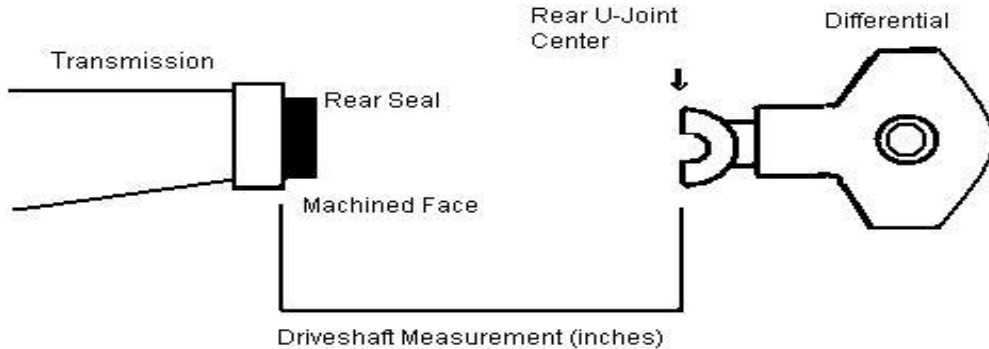 Rear U-Joint
Center
Differential
Transmission
Rear Seal
Machined Face
Driveshaft Measurement (inches)